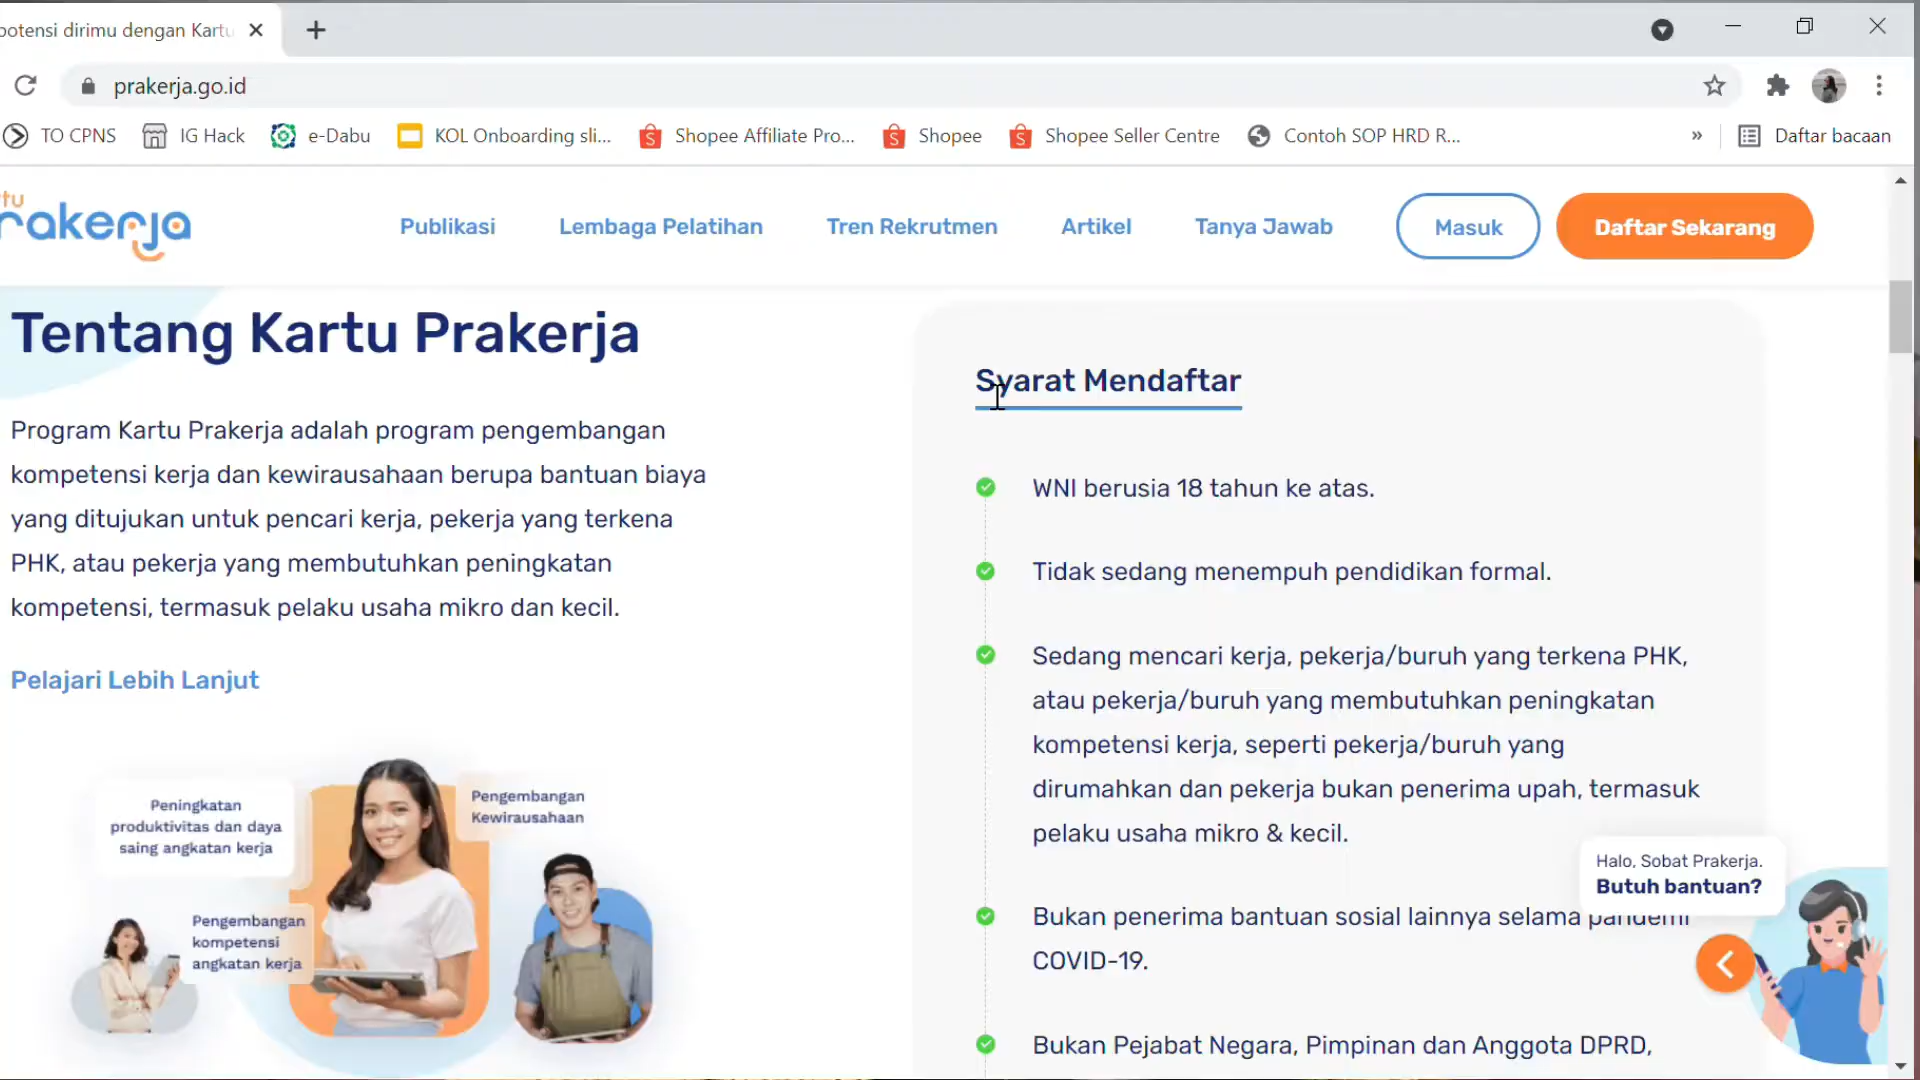 potensi dirimu dengan Kartu
prakerja.go.id
TO CPNS
IG Hack
e-Dabu
KOL Onboarding sli...
Shopee Affiliate Pro...
Shopee
Shopee Seller Centre
Contoh SOP HRD R...
»
Daftar bacaan
tu
rakerja
Publikasi
Lembaga Pelatihan
Tren Rekrutmen
Artikel
Tanya Jawab
Masuk
Daftar Sekarang
Tentang Kartu Prakerja
Program Kartu Prakerja adalah program pengembangan
kompetensi kerja dan kewirausahaan berupa bantuan biaya
yang ditujukan untuk pencari kerja, pekerja yang terkena
PHK, atau pekerja yang membutuhkan peningkatan
kompetensi, termasuk pelaku usaha mikro dan kecil.
Pelajari Lebih Lanjut
Peningkatan
produktivitas dan daya
saing angkatan kerja
Pengembangan
Kewirausahaan
Pengembangan
kompetensi
angkatan kerja
Syarat Mendaftar
WNI berusia 18 tahun ke atas.
Tidak sedang menempuh pendidikan formal.
Sedang mencari kerja, pekerja/buruh yang terkena PHK,
atau pekerja/buruh yang membutuhkan peningkatan
kompetensi kerja, seperti pekerja/buruh yang
dirumahkan dan pekerja bukan penerima upah, termasuk
pelaku usaha mikro & kecil.
Bukan penerima bantuan sosial lainnya selama pandemi
COVID-19.
Bukan Pejabat Negara, Pimpinan dan Anggota DPRD,
Halo, Sobat Prakerja.
Butuh bantuan?